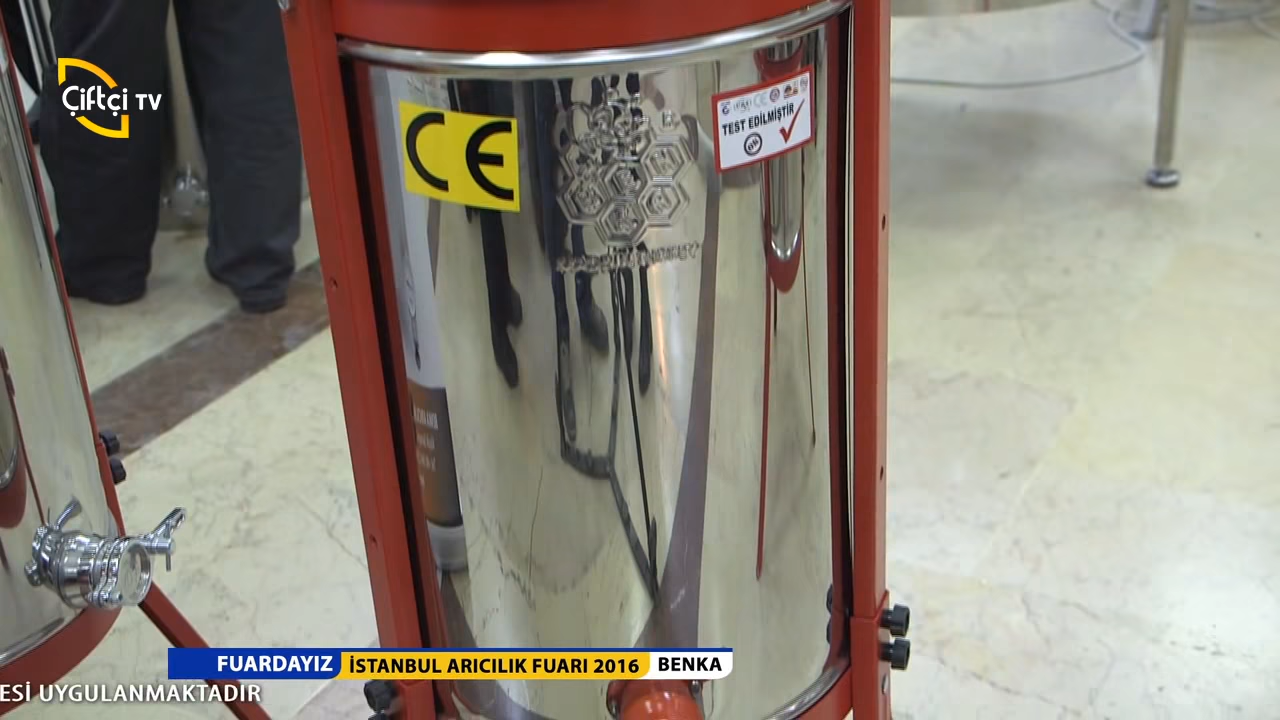 Çiftçi TV
CE
TEST EDİLMİŞTİR
FUARDAYIZ
İSTANBUL ARICILIK FUARI 2016
BENKA
ESİ UYGULANMAKTADIR